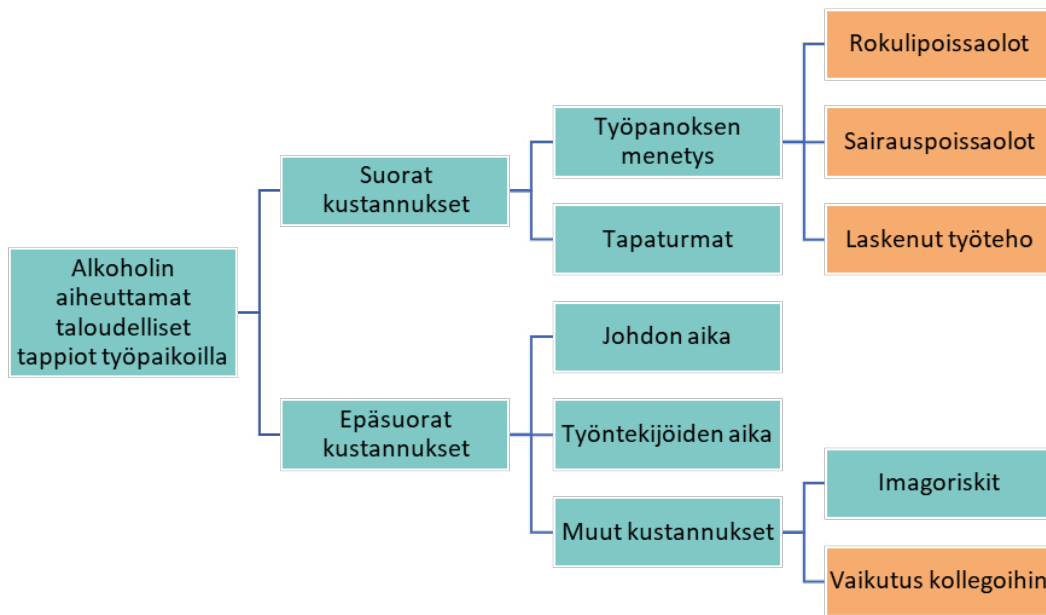 Alkoholin
aiheuttamat
taloudelliset
tappiot työpaikoilla
Suorat
kustannukset
Työpanoksen
menetys
Rokulipoissaolot
Sairauspoissaolot
Laskenut työteho
Tapaturmat
Epäsuorat
kustannukset
Johdon aika
Työntekijöiden aika
Muut kustannukset
Imagoriskit
Vaikutus kollegoihin